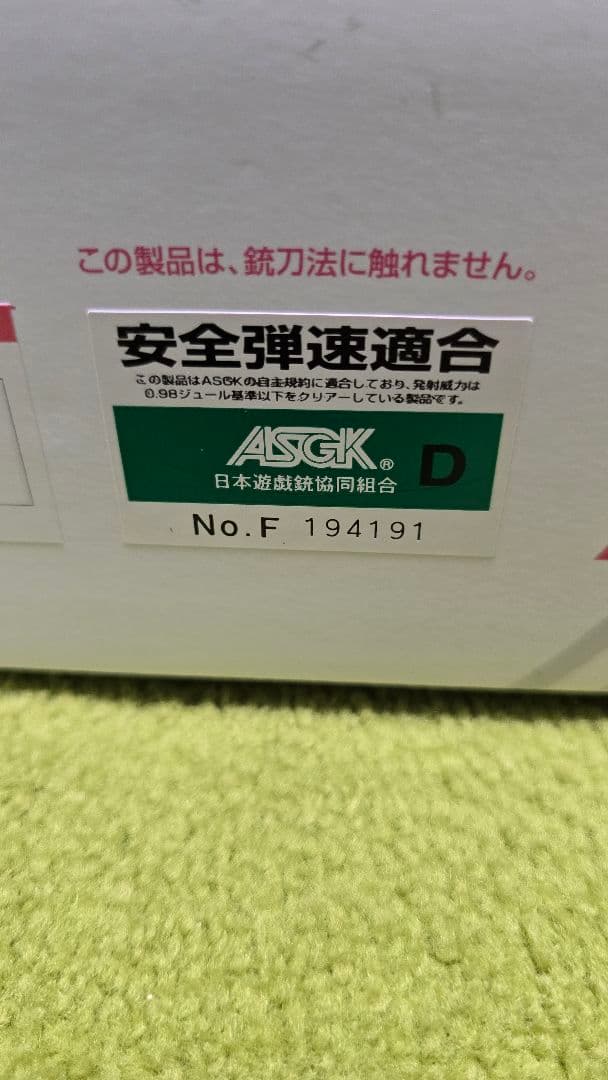 この製品は、銃刀法に触れません。
安全弾速適合
この製品はASGKの自主規約に適合しており、発射威力は
0.98ジュール基準以下をクリアーしている製品です。
ASGK® D
日本遊戯銃協同組合
No.F 194191